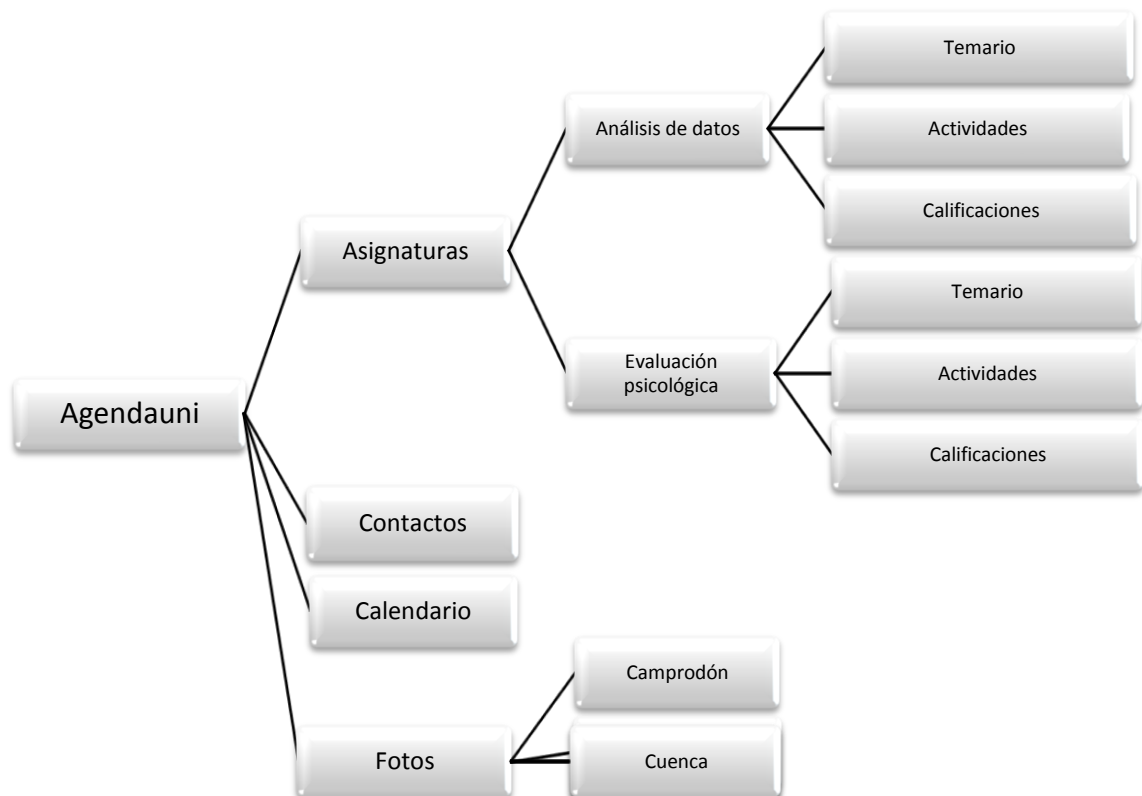 Agendauni
Asignaturas
Análisis de datos
Temario
Actividades
Calificaciones
Evaluación
psicológica
Temario
Actividades
Calificaciones
Contactos
Calendario
Fotos
Camprodón
Cuenca